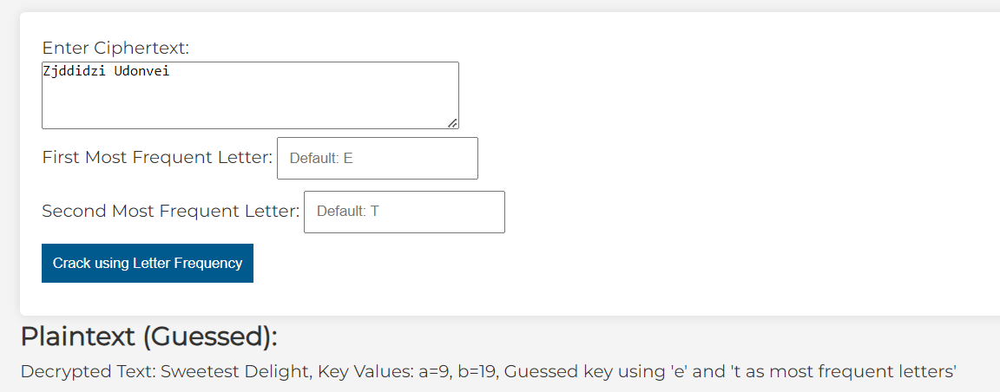 Enter Ciphertext:
Zjddidzi Udonvei
First Most Frequent Letter: Default: E
Second Most Frequent Letter: Default: T
Crack using Letter Frequency
Plaintext (Guessed):
Decrypted Text: Sweetest Delight, Key Values: a=9, b=19, Guessed key using 'e' and 't as most frequent letters'